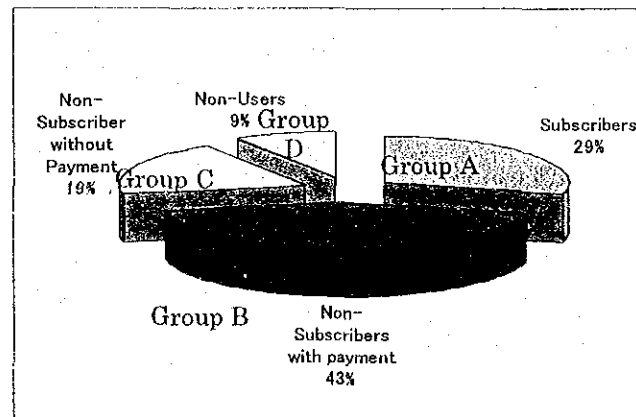 Non-
Subscriber
without
Payment
19%
Group C
Non-Users
9%
Group
D
Subscribers
29%
Group A
Group B
Non-
Subscribers
with payment
43%